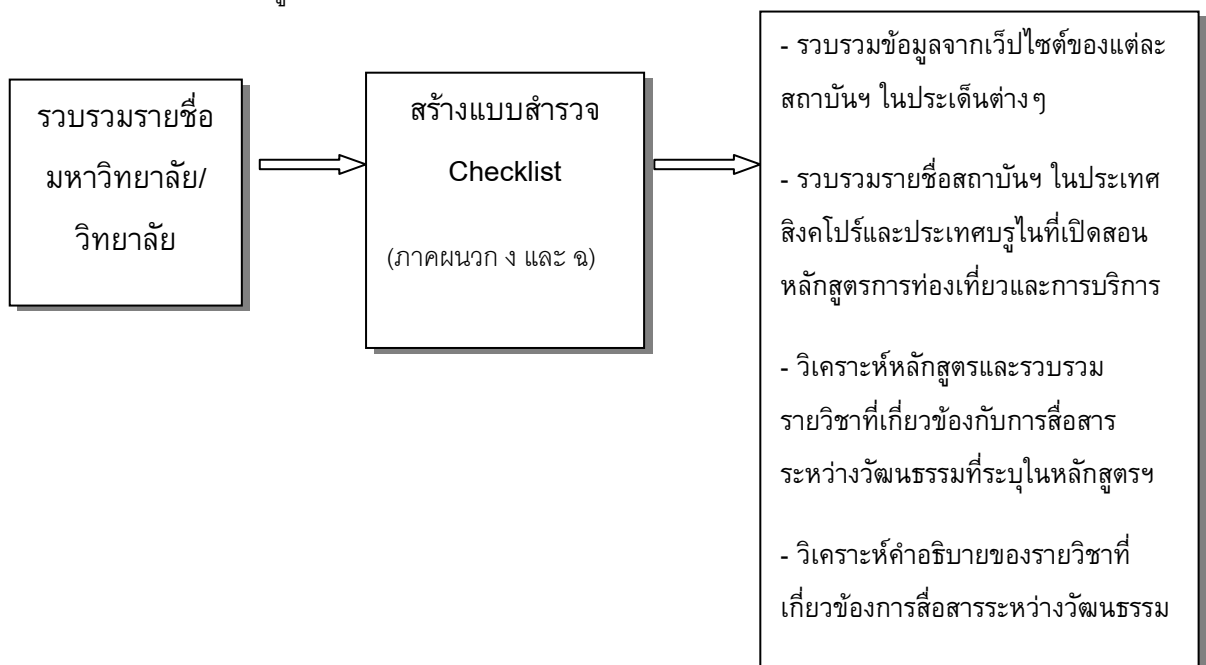 รวบรวมรายชื่อ
มหาวิทยาลัย/
วิทยาลัย
สร้างแบบสำรวจ
Checklist
(ภาคผนวก ง และ ฉ)
- รวบรวมข้อมูลจากเว็ปไซต์ของแต่ละ
สถาบันฯ ในประเด็นต่างๆ
- รวบรวมรายชื่อสถาบันฯ ในประเทศ
สิงคโปร์และประเทศบรูไนที่เปิดสอน
หลักสูตรการท่องเที่ยวและการบริการ
- วิเคราะห์หลักสูตรและรวบรวม
รายวิชาที่เกี่ยวข้องกับการสื่อสาร
ระหว่างวัฒนธรรมที่ระบุในหลักสูตรฯ
- วิเคราะห์คำอธิบายของรายวิชาที่
เกี่ยวข้องการสื่อสารระหว่างวัฒนธรรม